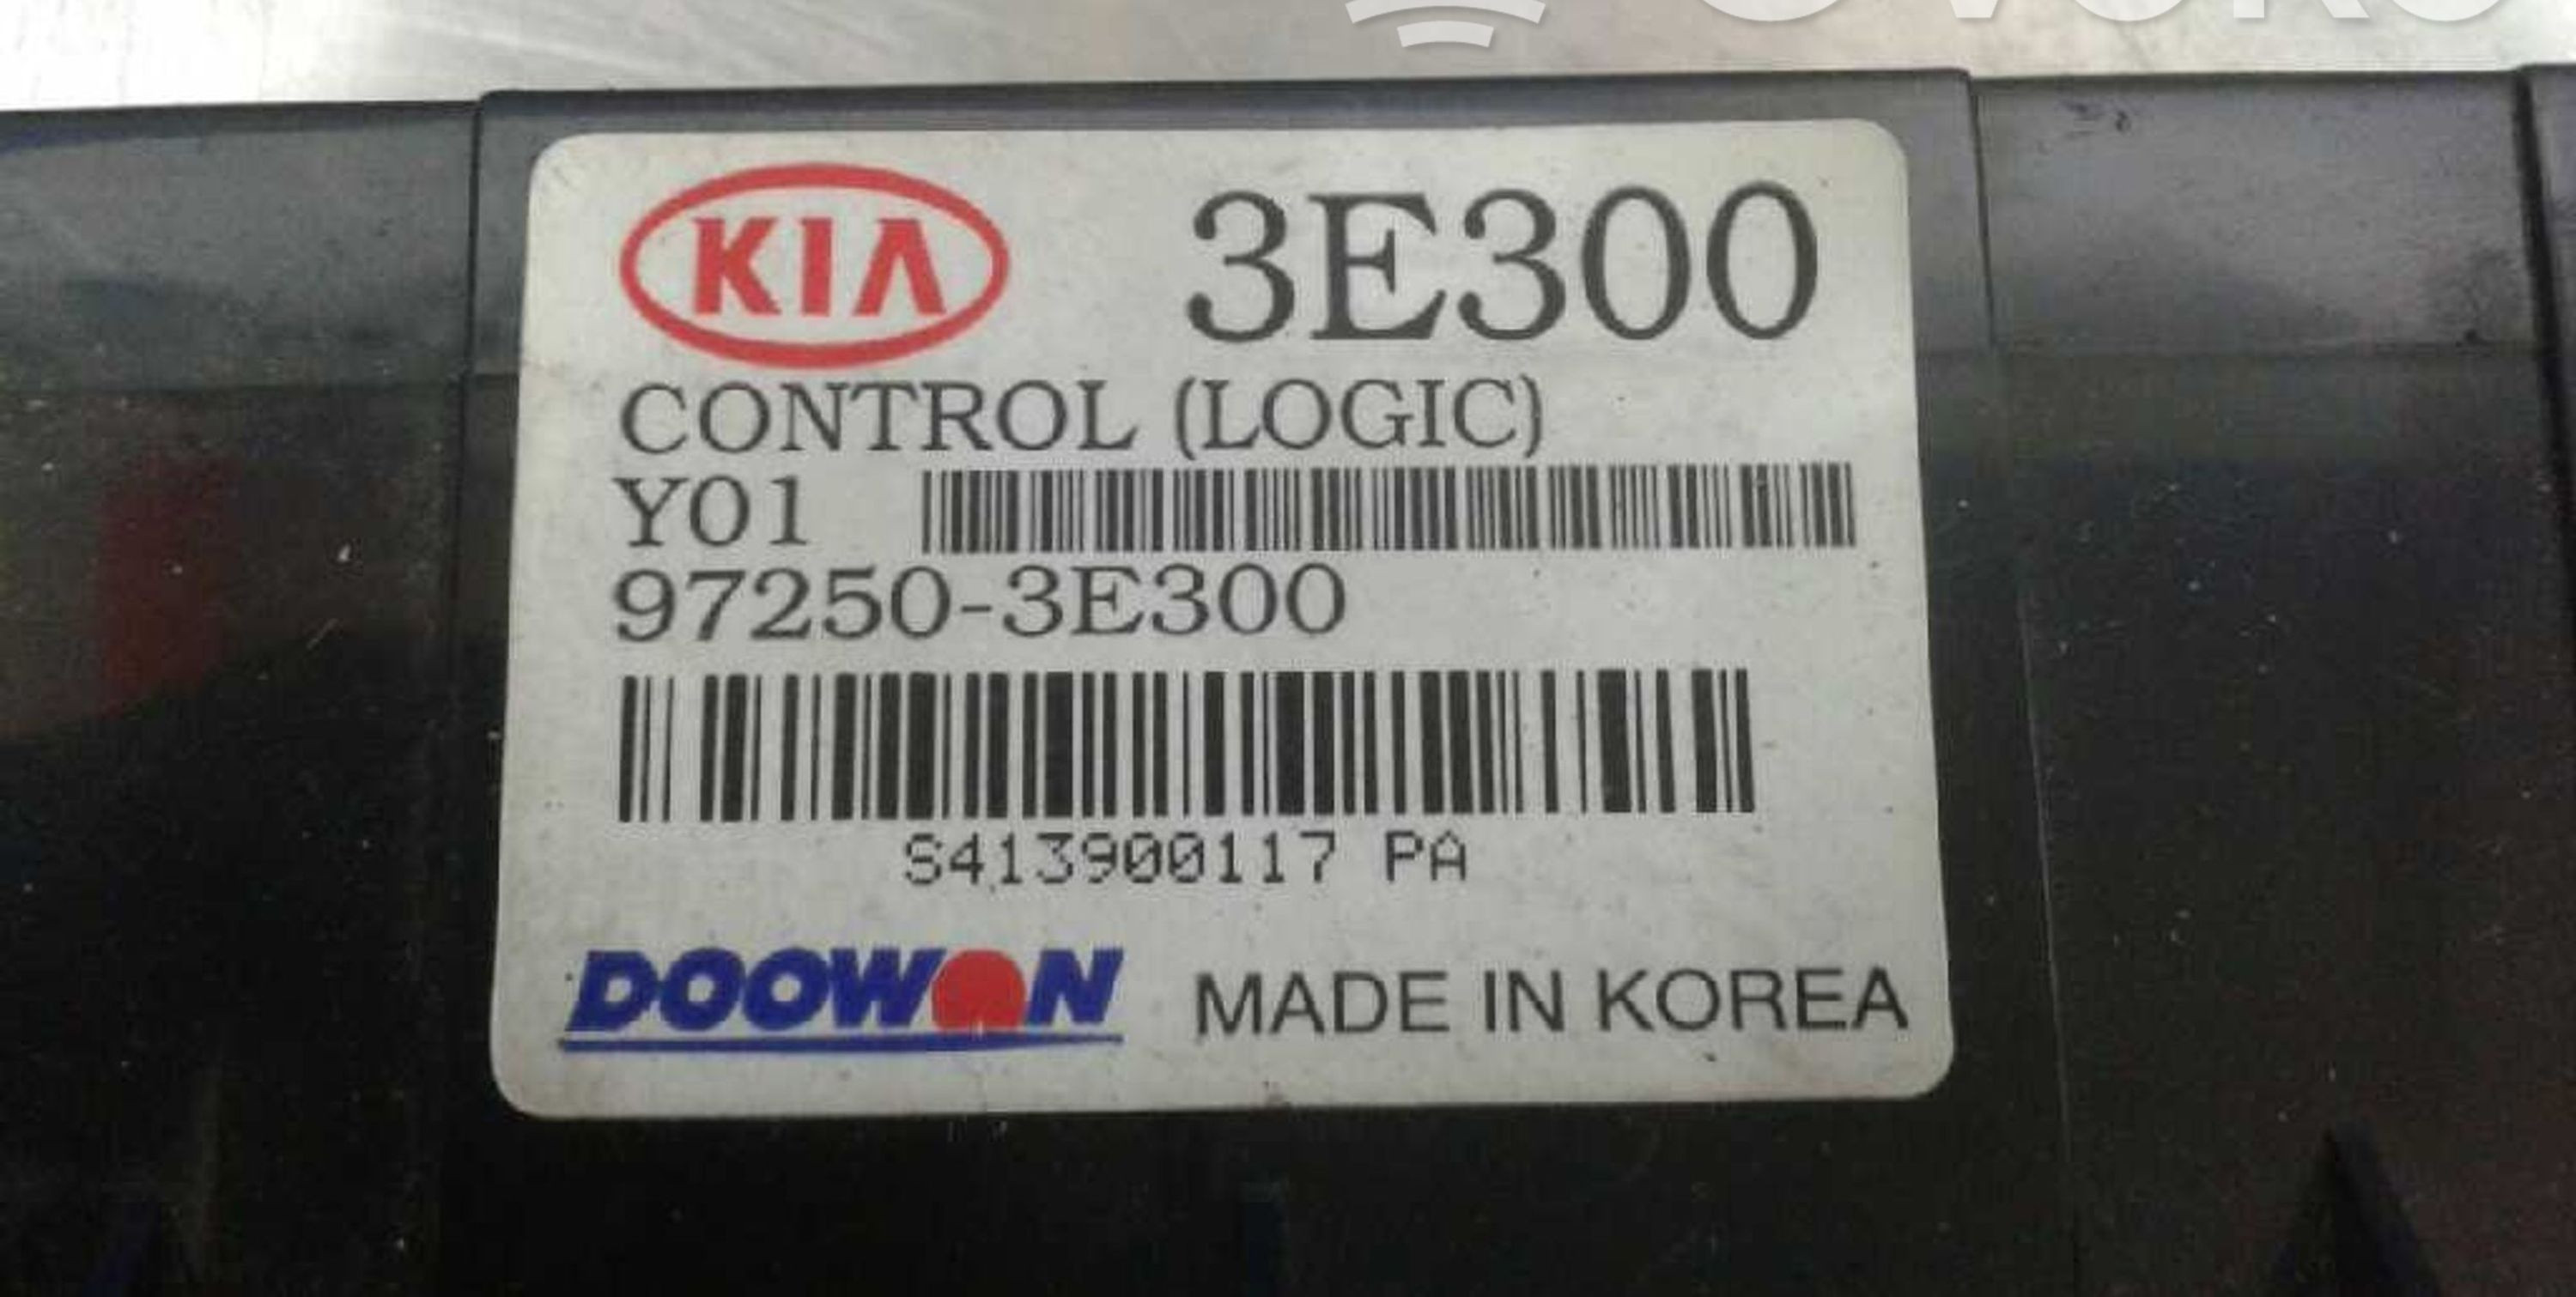 KIA 3E300
CONTROL (LOGIC)
Y01
97250-3E300
S413900117 PA
DOOWON MADE IN KOREA